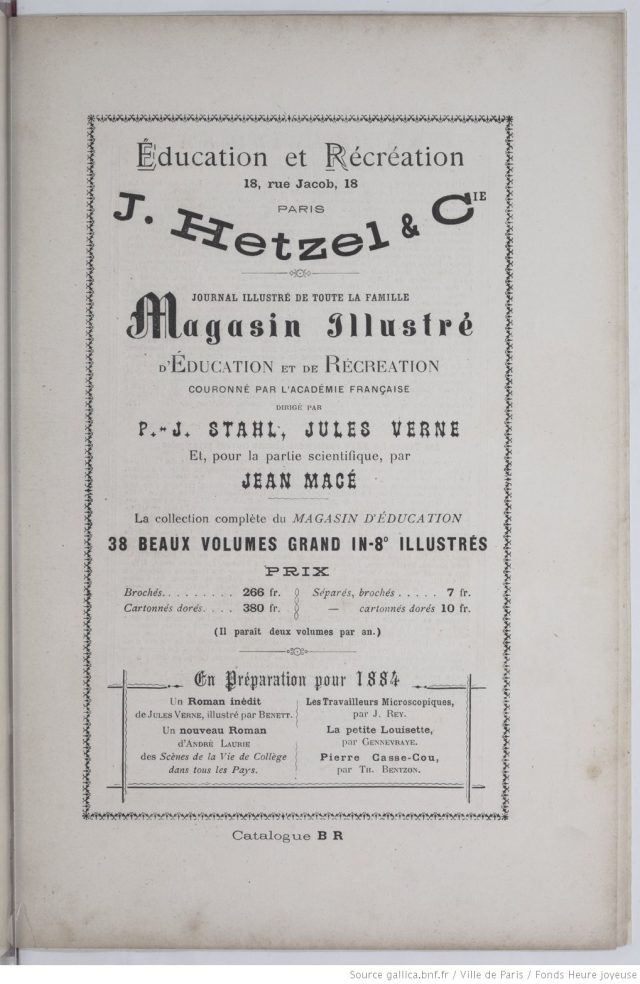 Éducation et Récréation
18, rue Jacob, 18
PARIS
J. Hetzel & CIE
JOURNAL ILLUSTRÉ DE TOUTE LA FAMILLE
Magasin Illustré
D'ÉDUCATION ET DE RÉCREATION
COURONNÉ PAR L'ACADÉMIE FRANÇAISE
DIRIGÉ PAR
P.-J. STAHL, JULES VERNE
Et, pour la partie scientifique, par
JEAN MACÉ
La collection complète du MAGASIN D'ÉDUCATION
38 BEAUX VOLUMES GRAND IN-8º ILLUSTRÉS
PRIX
Brochés. . . . . . . . . 266 fr.
Cartonnés dorés. . . . 380 fr.
Séparés, brochés . . . . . 7 fr.
— cartonnés dorés 10 fr.
(Il paraît deux volumes par an.)
En Préparation pour 1884
Un Roman inédit
de JULES VERNE, illustré par BENETT.
Un nouveau Roman
d'ANDRÉ LAURIE
des Scènes de la Vie de Collège
dans tous les Pays.
Les Travailleurs Microscopiques,
par J. REY.
La petite Louisette,
par GENNEVRAYE.
Pierre Casse-Cou,
par TH. BENTZON.
Catalogue B R
Source gallica.bnf.fr / Ville de Paris / Fonds Heure joyeuse